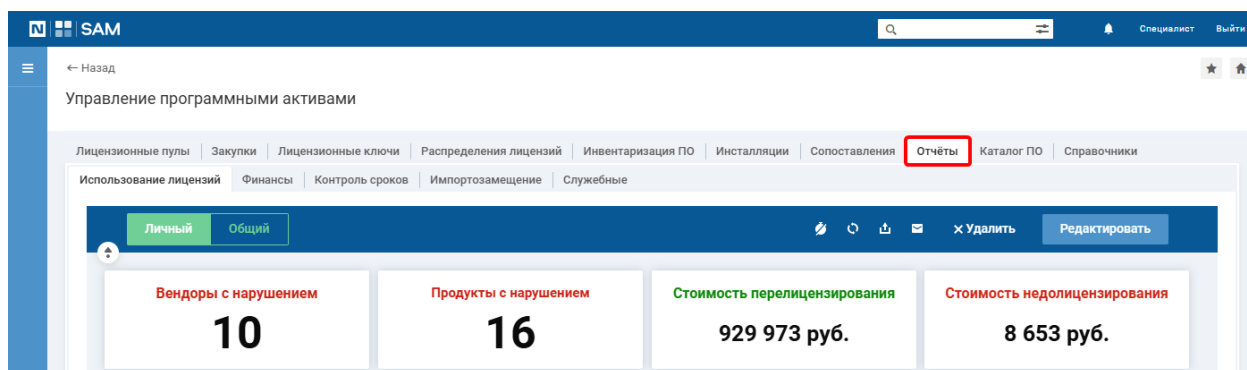 N SAM Специалист Выйти
← Назад
Управление программными активами
Лицензионные пулы Закупки Лицензионные ключи Распределения лицензий Инвентаризация ПО Инсталляции Сопоставления Отчёты Каталог ПО Справочники
Использование лицензий Финансы Контроль сроков Импортозамещение Служебные
Личный Общий × Удалить Редактировать
Вендоры с нарушением Продукты с нарушением Стоимость перелицензирования Стоимость недолицензирования
10 16 929 973 руб. 8 653 руб.